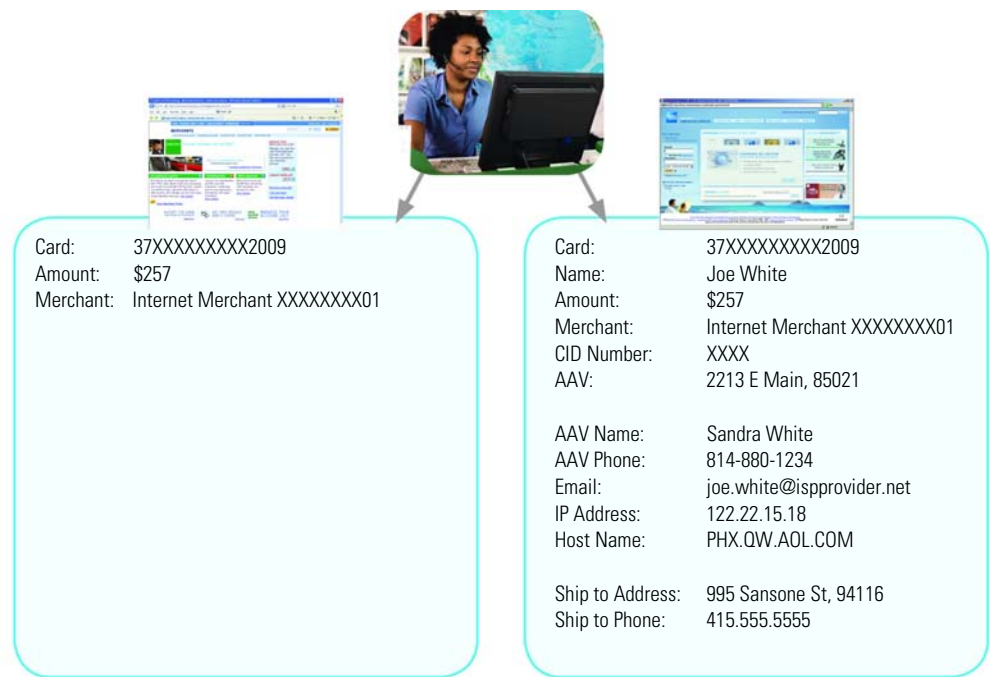 Card: 37XXXXXXXXX2009
Amount: $257
Merchant: Internet Merchant XXXXXXXX01
Card: 37XXXXXXXXX2009
Name: Joe White
Amount: $257
Merchant: Internet Merchant XXXXXXXX01
CID Number: XXXX
AAV: 2213 E Main, 85021
AAV Name: Sandra White
AAV Phone: 814-880-1234
Email: joe.white@ispprovider.net
IP Address: 122.22.15.18
Host Name: PHX.QW.AOL.COM
Ship to Address: 995 Sansone St, 94116
Ship to Phone: 415.555.5555